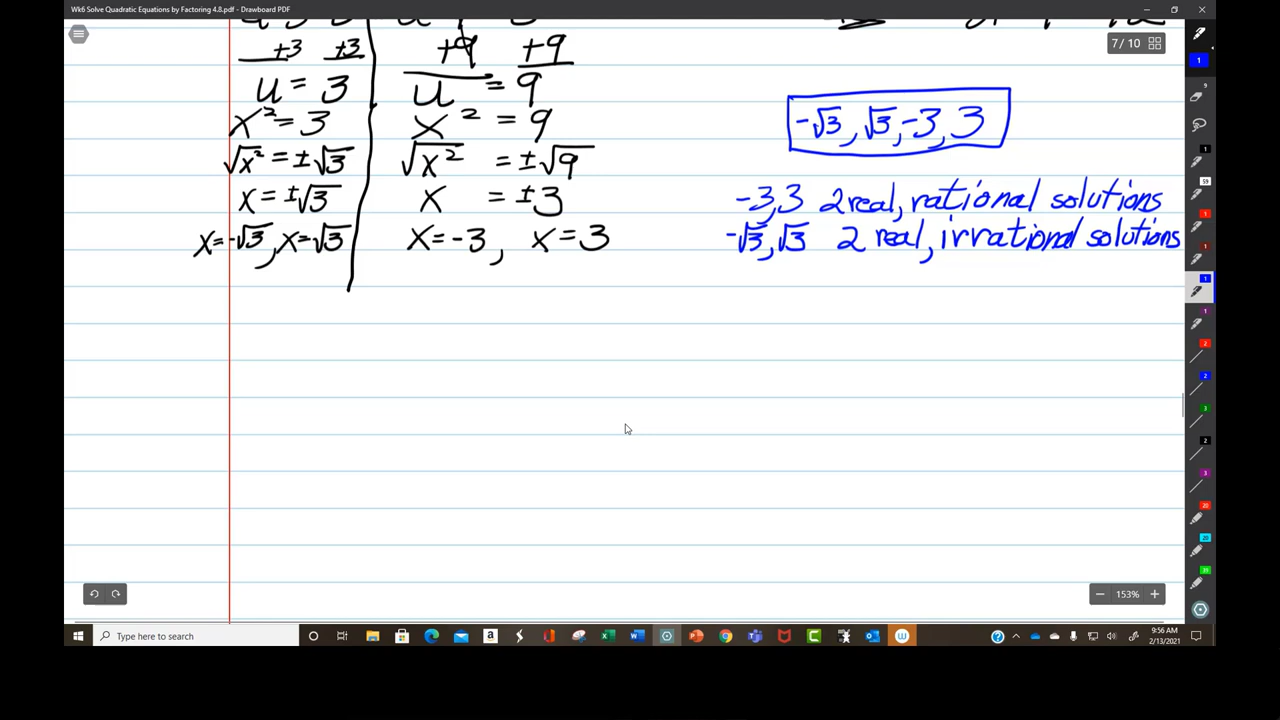 Wk6 Solve Quadratic Equations by Factoring 4.8.pdf - Drawboard PDF
7 / 10
+3 +3
u = 3
x² = 3
√x² = ±√3
x = ±√3
x = -√3, x = √3
+9 +9
u = 9
x² = 9
√x² = ±√9
x = ±3
x = -3, x = 3
-√3, √3, -3, 3
-3, 3 2 real, rational solutions
-√3, √3 2 real, irrational solutions
153%
Type here to search
9:56 AM
2/13/2021